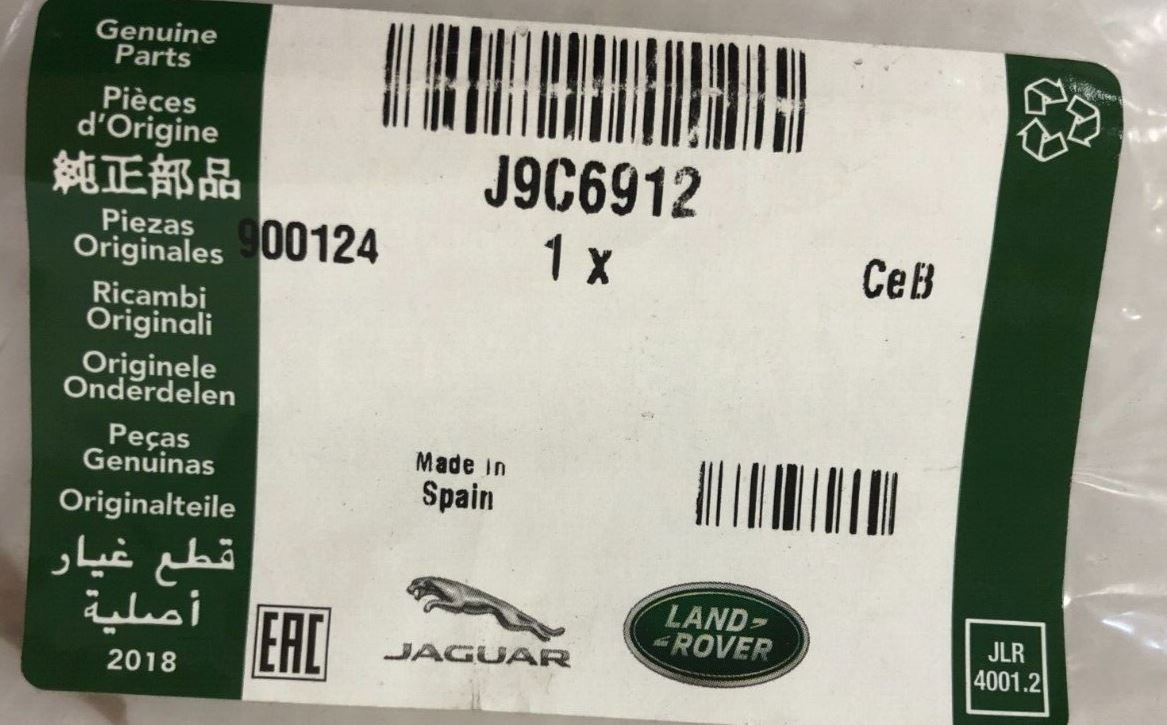 Genuine
Parts
Pièces
d'Origine
純正部品
Piezas
Originales
Ricambi
Originali
Originele
Onderdelen
Peças
Genuinas
Originalteile
قطع غيار
أصلية
2018
J9C6912
900124
1 x
CeB
Made in
Spain
EAC
JAGUAR
LAND-
-ROVER
JLR
4001.2